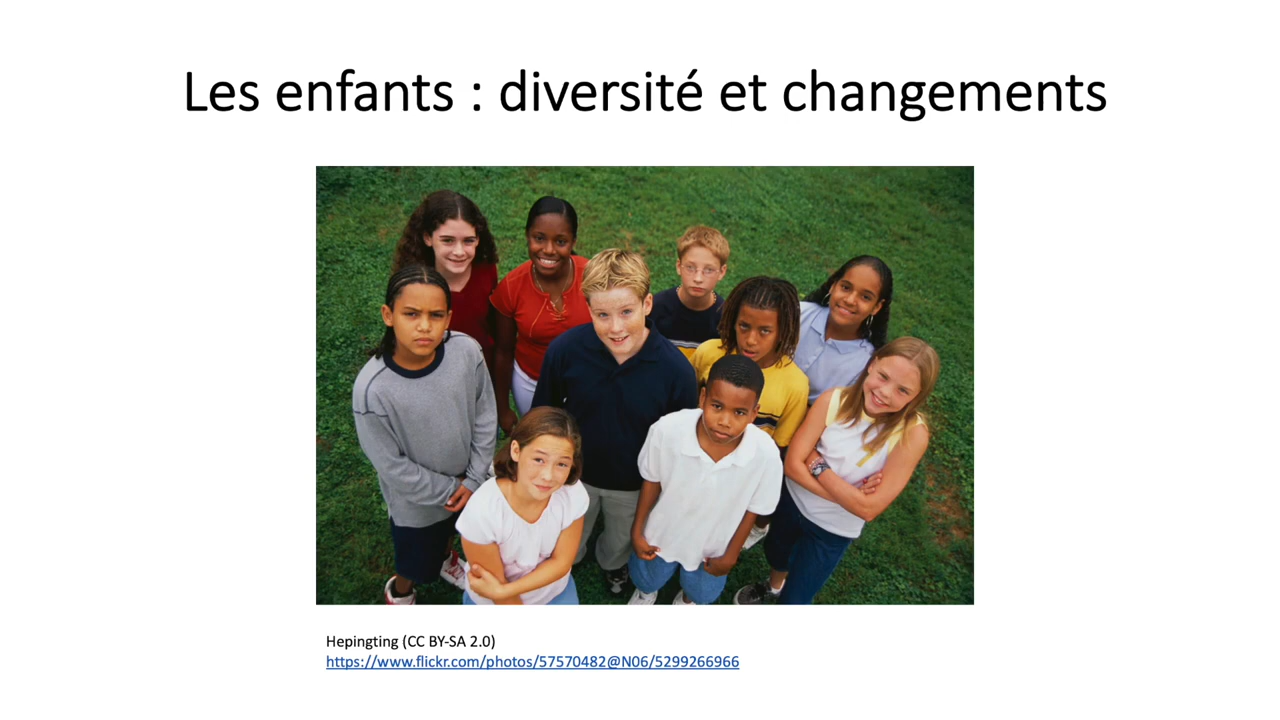 Les enfants : diversité et changements
Hepingting (CC BY-SA 2.0)
https://www.flickr.com/photos/57570482@N06/5299266966